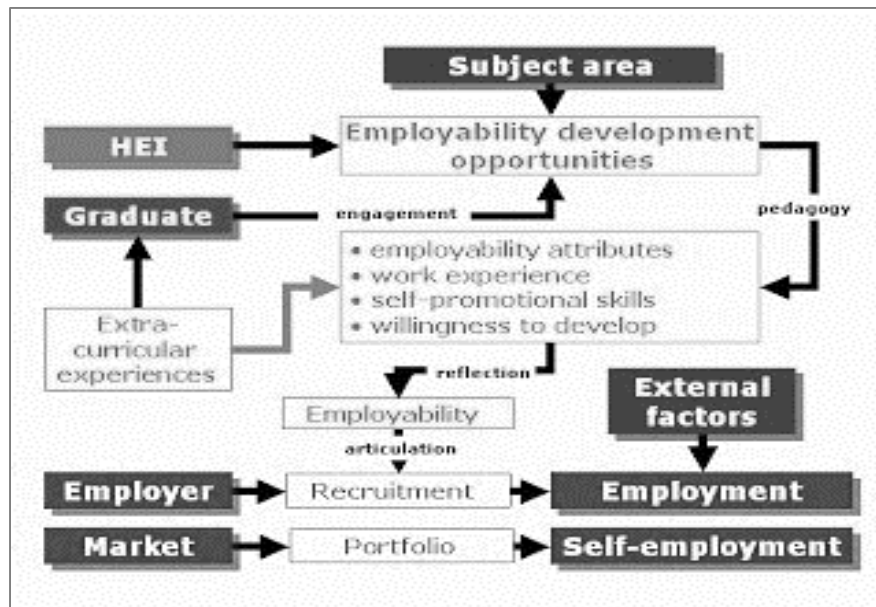 Subject area
HEI
Employability development
opportunities
Graduate
engagement
pedagogy
• employability attributes
• work experience
• self-promotional skills
• willingness to develop
Extra-
curricular
experiences
reflection
External
factors
Employability
articulation
Employer
Recruitment
Employment
Market
Portfolio
Self-employment